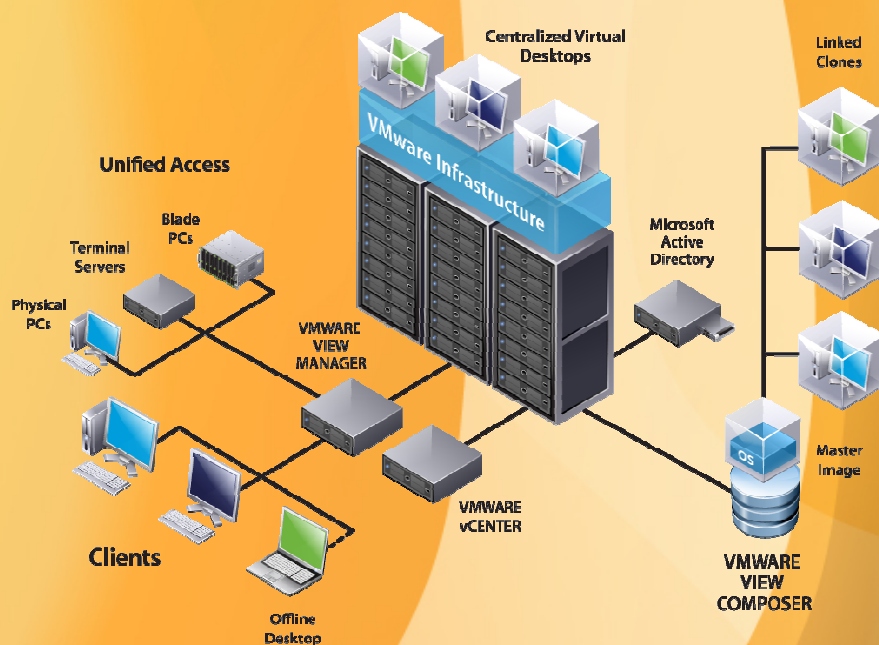 Centralized Virtual
Desktops
Linked
Clones
VMware Infrastructure
Unified Access
Blade
PCs
Terminal
Servers
Physical
PCs
Microsoft
Active
Directory
VMWARE
VIEW
MANAGER
OS
Master
Image
VMWARE
vCENTER
Clients
VMWARE
VIEW
COMPOSER
Offline
Desktop